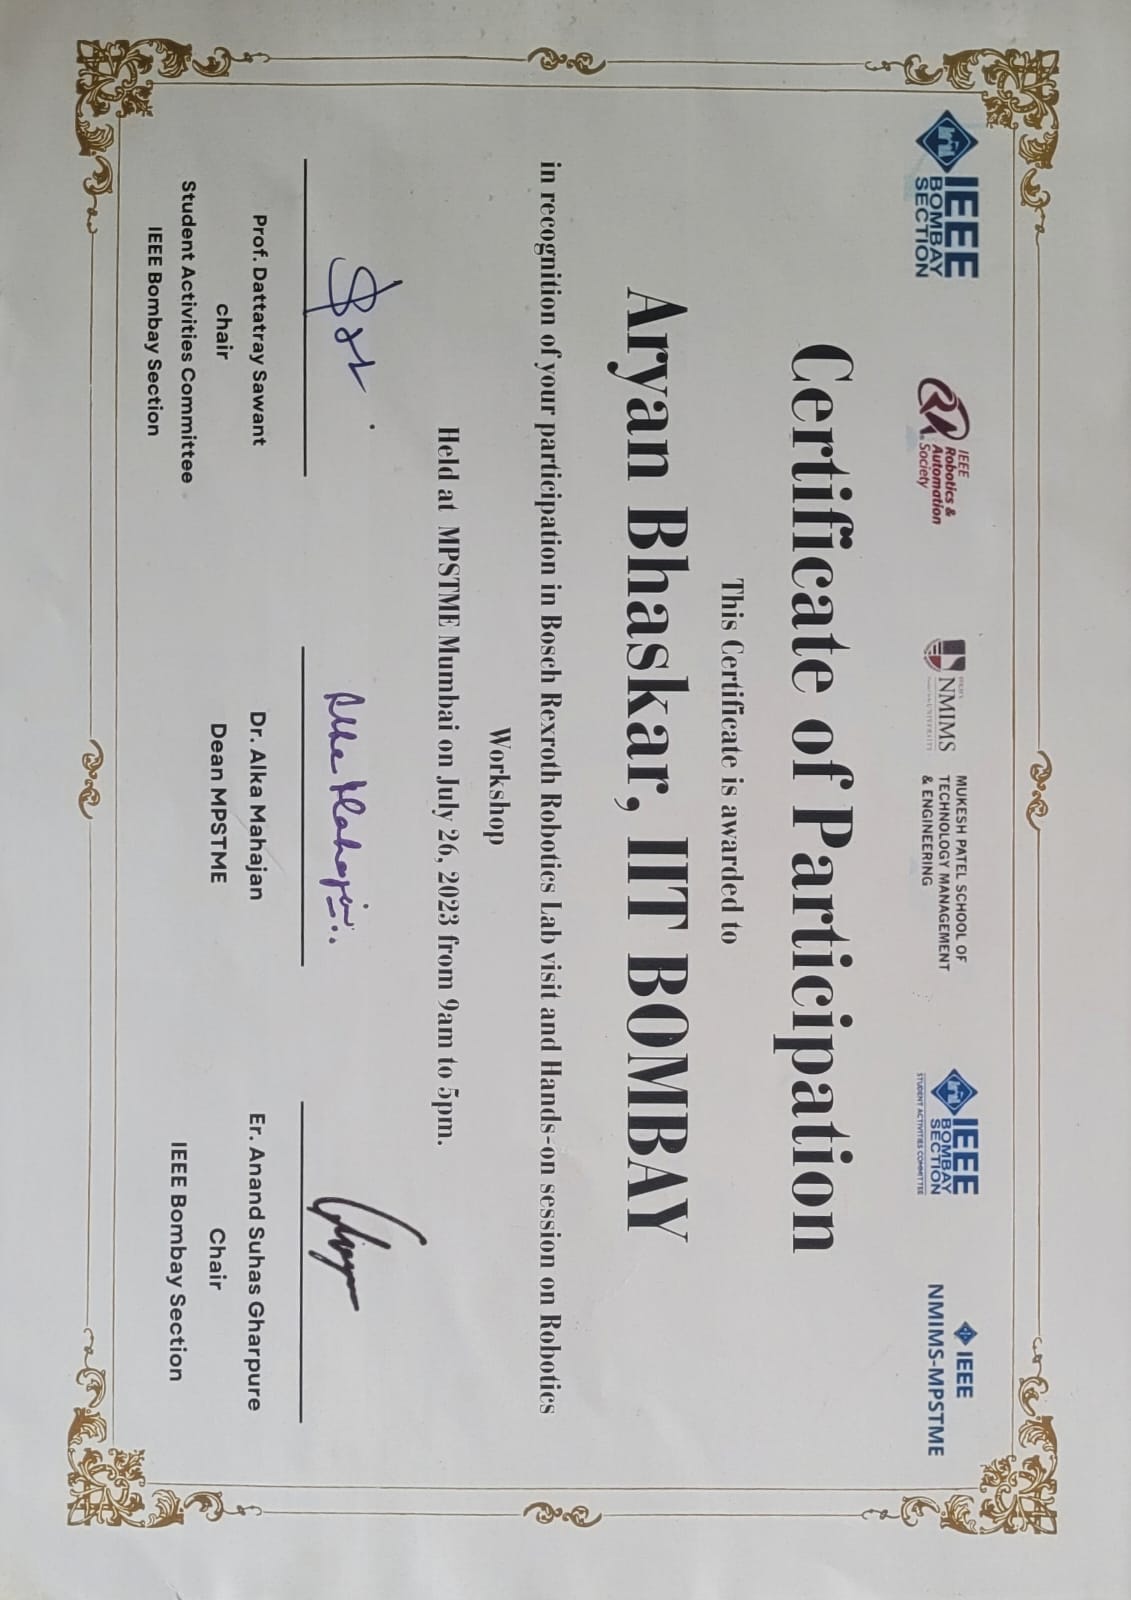 IEEE
BOMBAY
SECTION
IEEE
Robotics &
Automation
Society
NMIMS
MUKESH PATEL SCHOOL OF
TECHNOLOGY MANAGEMENT
& ENGINEERING
IEEE
BOMBAY
SECTION
STUDENT ACTIVITIES COMMITTEE
IEEE
NMIMS-MPSTME
Certificate of Participation
This Certificate is awarded to
Aryan Bhaskar, IIT BOMBAY
in recognition of your participation in Bosch Rexroth Robotics Lab visit and Hands-on session on Robotics
Workshop
Held at MPSTME Mumbai on July 26, 2023 from 9am to 5pm.
Alka Mahajan
Prof. Dattatray Sawant
chair
Student Activities Committee
IEEE Bombay Section
Dr. Alka Mahajan
Dean MPSTME
Er. Anand Suhas Gharpure
Chair
IEEE Bombay Section